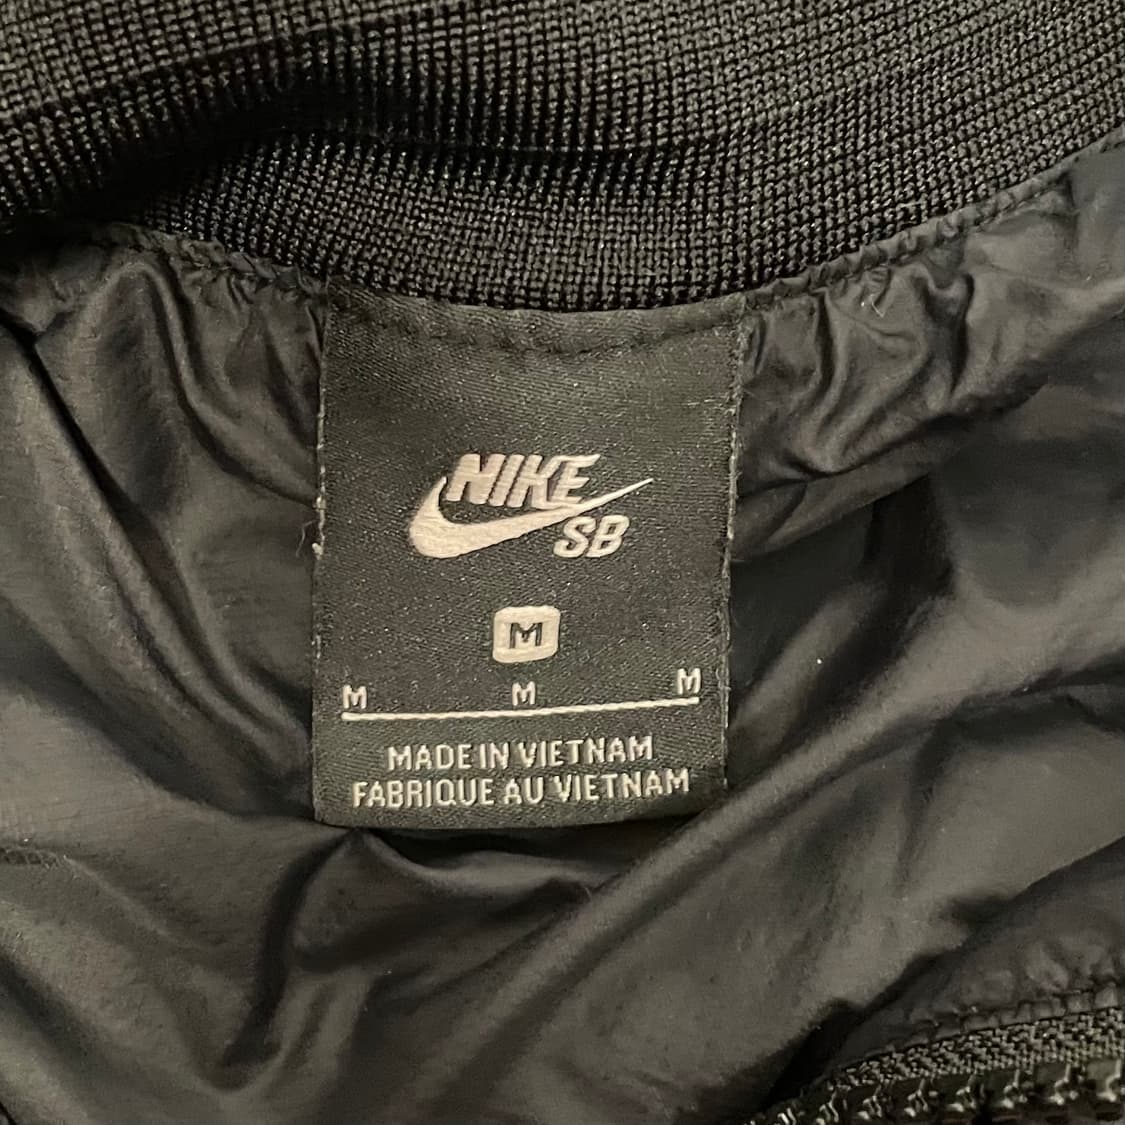 NIKE
SB
M
M M M
MADE IN VIETNAM
FABRIQUE AU VIETNAM